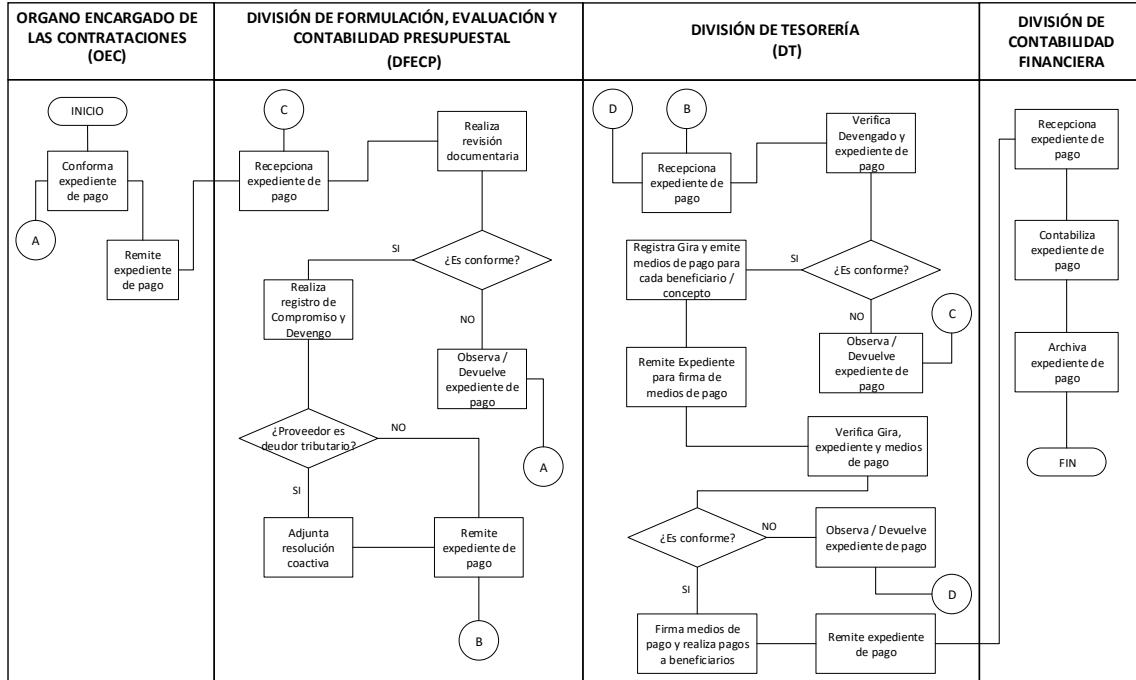 ORGANO ENCARGADO DE
LAS CONTRATACIONES
(OEC)
DIVISIÓN DE FORMULACIÓN, EVALUACIÓN Y
CONTABILIDAD PRESUPUESTAL
(DFECP)
DIVISIÓN DE TESORERÍA
(DT)
DIVISIÓN DE
CONTABILIDAD
FINANCIERA
INICIO
Conforma
expediente
de pago
A
Remite
expediente
de pago
C
Recepciona
expediente de
pago
Realiza
revisión
documentaria
¿Es conforme?
SI
NO
Realiza
registro de
Compromiso y
Devengo
Observa /
Devuelve
expediente de
pago
A
¿Proveedor es
deudor tributario?
NO
SI
Adjunta
resolución
coactiva
Remite
expediente de
pago
B
D
B
Recepciona
expediente de
pago
Verifica
Devengado y
expediente de
pago
¿Es conforme?
SI
NO
Registra Gira y emite
medios de pago para
cada beneficiario /
concepto
C
Observa /
Devuelve
expediente de
pago
Remite Expediente
para firma de
medios de pago
Verifica Gira,
expediente y medios
de pago
¿Es conforme?
NO
SI
Observa / Devuelve
expediente de pago
D
Firma medios de
pago y realiza pagos
a beneficiarios
Remite expediente
de pago
Recepciona
expediente de
pago
Contabiliza
expediente de
pago
Archiva
expediente de
pago
FIN